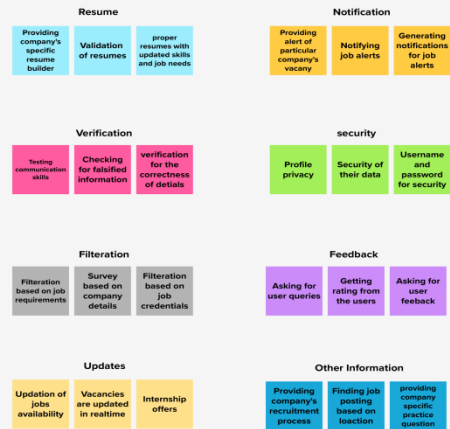 Resume
Providing
company's
specific
resume
builder
Validation
of resumes
proper
resumes with
updated skills
and job needs
Notification
Providing
alert of
particular
company's
vacany
Notifying
job alerts
Generating
notifications
for job
alerts
Verification
Testing
communication
skills
Checking
for falsified
information
verification
for the
correctness
of detials
security
Profile
privacy
Security of
their data
Username
and
password
for security
Filteration
Filteration
based on job
requirements
Survey
based on
company
details
Filteration
based on
job
credentials
Feedback
Asking for
user queries
Getting
rating from
the users
Asking for
user
feeback
Updates
Updation of
jobs
availability
Vacancies
are updated
in realtime
Internship
offers
Other Information
Providing
company's
recruitment
process
Finding job
posting
based on
loaction
providing
company
specific
practice
question